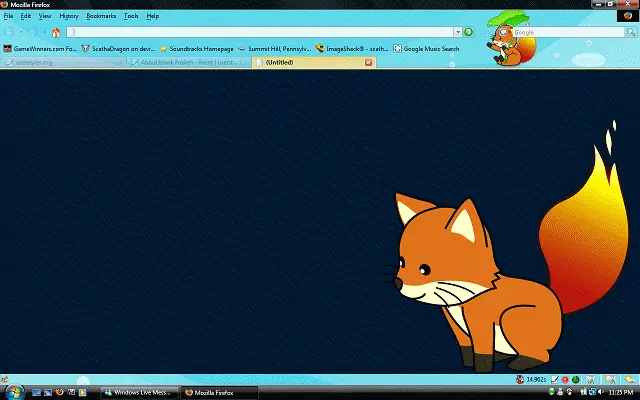 Mozilla Firefox
File Edit View History Bookmarks Tools Help
Google
GameWinners.com Fo... ScathaDragon on devi... Soundtracks Homepage Summit Hill, Pennsylv... ImageShack® - scath... Google Music Search
userstyles.org About:blank Foxkeh - Front | userst... (Untitled)
14.962s
Windows Live Mess... Mozilla Firefox 11:25 PM